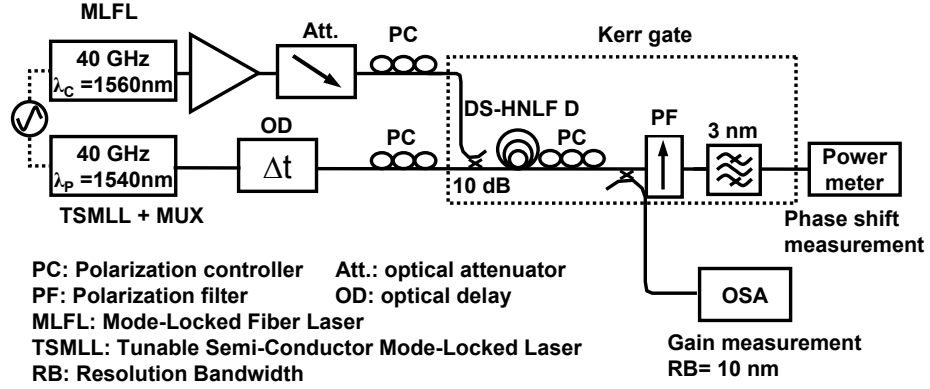 MLFL
Att.
PC
Kerr gate
40 GHz
λC =1560nm
DS-HNLF D
PC
PF
3 nm
OD
PC
40 GHz
λP =1540nm
Δt
10 dB
Power
meter
TSMLL + MUX
Phase shift
measurement
PC: Polarization controller
Att.: optical attenuator
PF: Polarization filter
OD: optical delay
MLFL: Mode-Locked Fiber Laser
TSMLL: Tunable Semi-Conductor Mode-Locked Laser
RB: Resolution Bandwidth
OSA
Gain measurement
RB= 10 nm